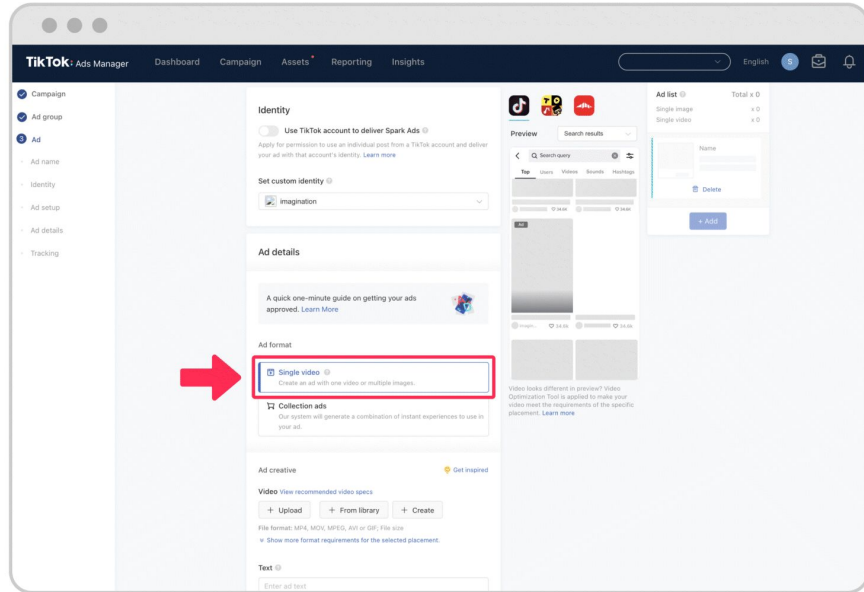 TikTok: Ads Manager
Dashboard
Campaign
Assets
Reporting
Insights
English
S
Campaign
Ad group
3 Ad
Ad name
Identity
Ad setup
Ad details
Tracking
Identity
Use TikTok account to deliver Spark Ads
Apply for permission to use an individual post from a TikTok account and deliver
your ad with that account's identity. Learn more
Set custom identity
imagination
Ad details
A quick one-minute guide on getting your ads
approved. Learn More
Ad format
Single video
Create an ad with one video or multiple images.
Collection ads
Our system will generate a combination of instant experiences to use in
your ad.
Ad creative
Get inspired
Video View recommended video specs
+ Upload
+ From library
+ Create
File format: MP4, MOV, MPEG, AVI or GIF; File size
Show more format requirements for the selected placement.
Text
Enter ad text
Preview
Search results
Search query
Top Users Videos Sounds Hashtags
Ad
Video looks different in preview? Video
Optimization Tool is applied to make your
video meet the requirements of the specific
placement. Learn more
Ad list
Total x 0
Single image x 0
Single video x 0
Name
Delete
+ Add